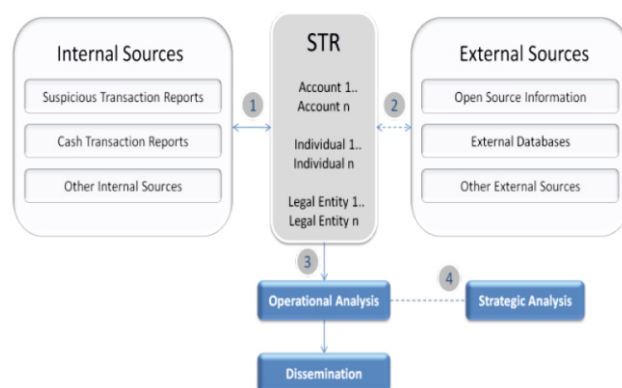 Internal Sources
Suspicious Transaction Reports
Cash Transaction Reports
Other Internal Sources
1
STR
Account 1..
Account n
Individual 1..
Individual n
Legal Entity 1..
Legal Entity n
2
External Sources
Open Source Information
External Databases
Other External Sources
3
Operational Analysis
4
Strategic Analysis
Dissemination